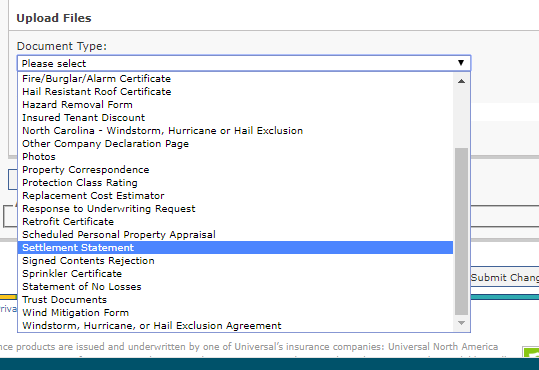 Upload Files
Document Type:
Please select
Fire/Burglar/Alarm Certificate
Hail Resistant Roof Certificate
Hazard Removal Form
Insured Tenant Discount
North Carolina - Windstorm, Hurricane or Hail Exclusion
Other Company Declaration Page
Photos
Property Correspondence
Protection Class Rating
Replacement Cost Estimator
Response to Underwriting Request
Retrofit Certificate
Scheduled Personal Property Appraisal
Settlement Statement
Signed Contents Rejection
Sprinkler Certificate
Submit Chang
Statement of No Losses
Trust Documents
Wind Mitigation Form
Windstorm, Hurricane, or Hail Exclusion Agreement
nce products are issued and underwritten by one of Universal's insurance companies: Universal North America